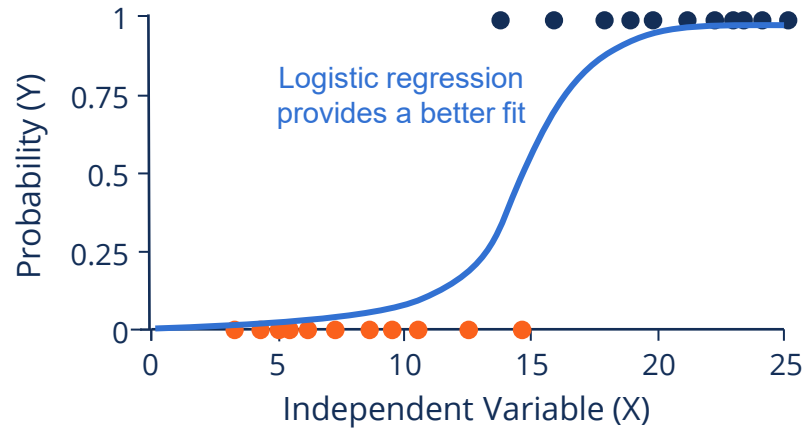 1
0.75
0.5
0.25
0
Probability (Y)
Logistic regression
provides a better fit
0
5
10
15
20
25
Independent Variable (X)